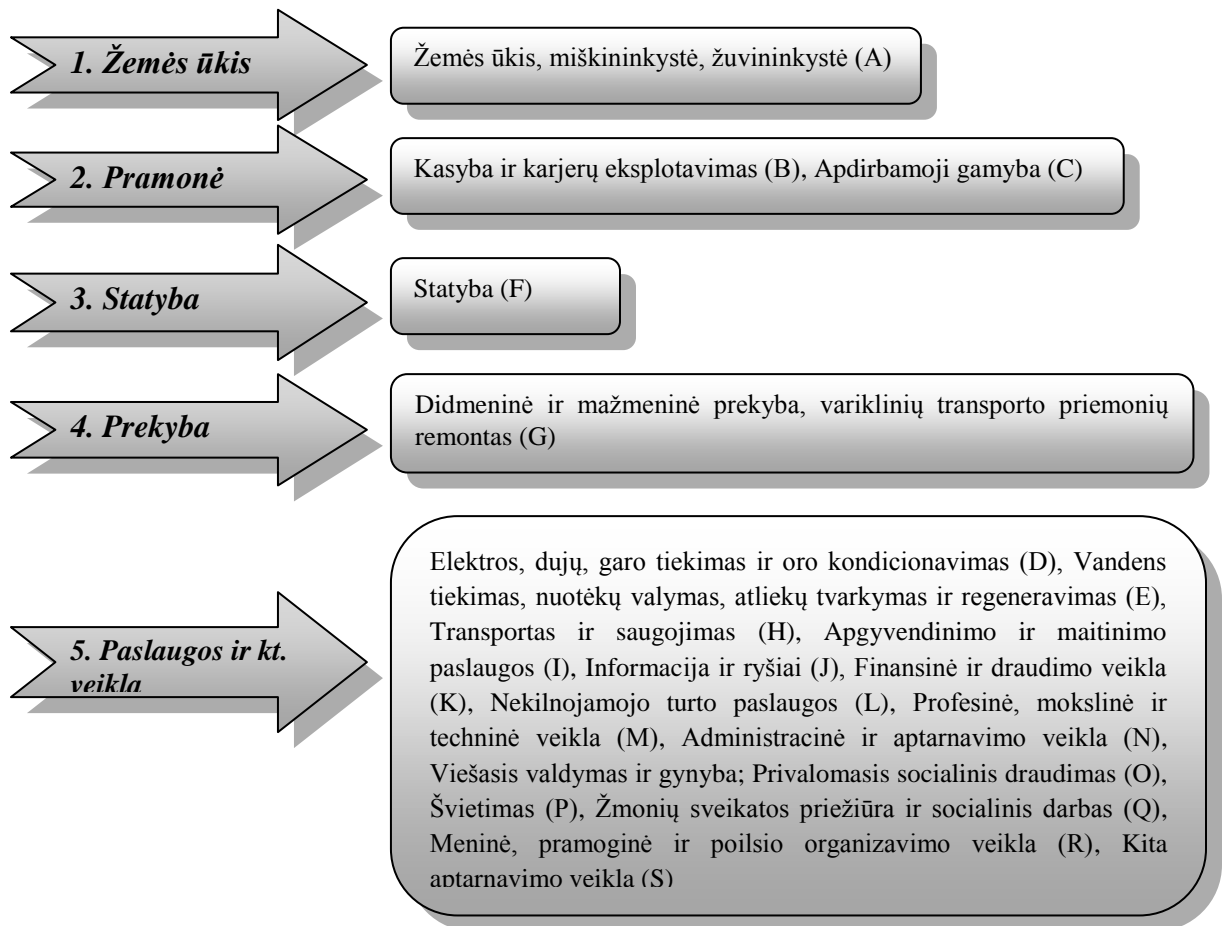 1. Žemės ūkis
Žemės ūkis, miškininkystė, žuvininkystė (A)
2. Pramonė
Kasyba ir karjerų eksplotavimas (B), Apdirbamoji gamyba (C)
3. Statyba
Statyba (F)
4. Prekyba
Didmeninė ir mažmeninė prekyba, variklinių transporto priemonių
remontas (G)
5. Paslaugos ir kt.
veikla
Elektros, dujų, garo tiekimas ir oro kondicionavimas (D), Vandens
tiekimas, nuotėkų valymas, atliekų tvarkymas ir regeneravimas (E),
Transportas ir saugojimas (H), Apgyvendinimo ir maitinimo
paslaugos (I), Informacija ir ryšiai (J), Finansinė ir draudimo veikla
(K), Nekilnojamojo turto paslaugos (L), Profesinė, mokslinė ir
techninė veikla (M), Administracinė ir aptarnavimo veikla (N),
Viešasis valdymas ir gynyba; Privalomasis socialinis draudimas (O),
Švietimas (P), Žmonių sveikatos priežiūra ir socialinis darbas (Q),
Meninė, pramoginė ir poilsio organizavimo veikla (R), Kita
aptarnavimo veikla (S)